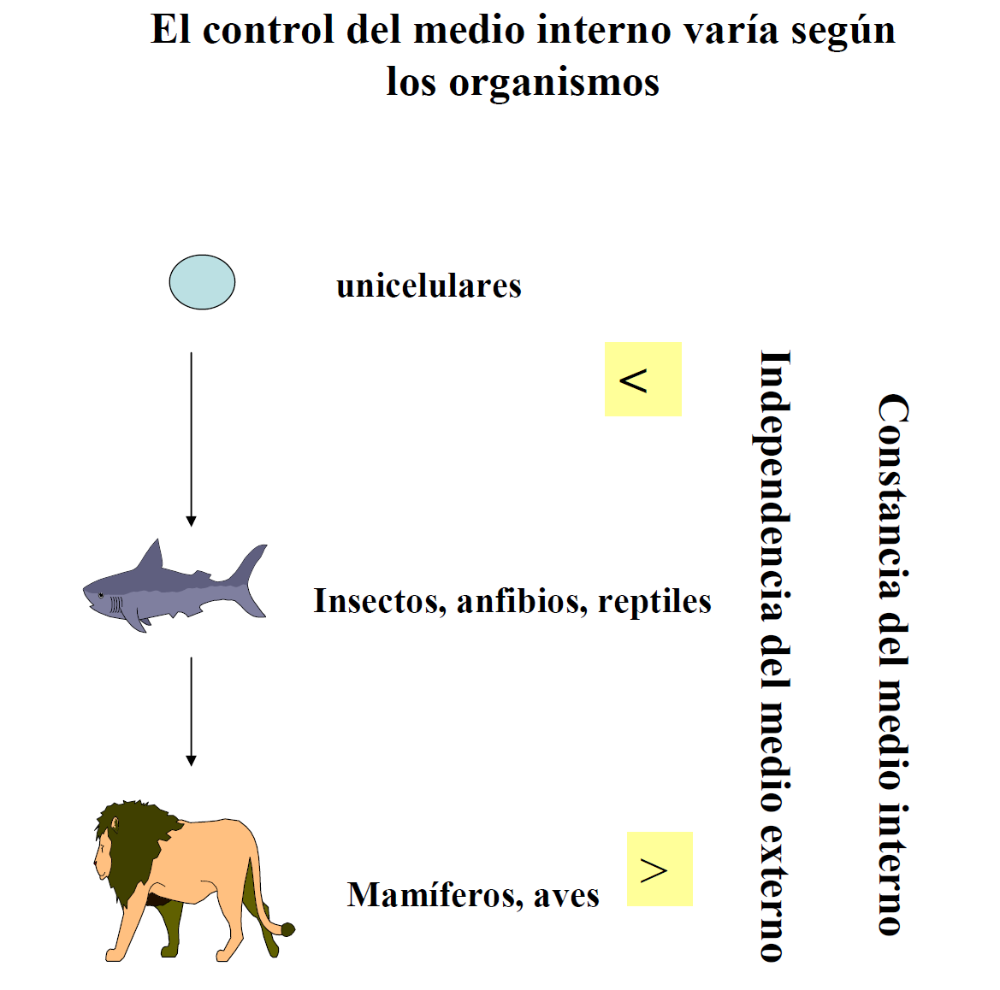 El control del medio interno varía según
los organismos
unicelulares
<
Insectos, anfibios, reptiles
Mamíferos, aves
>
Independencia del medio externo
Constancia del medio interno